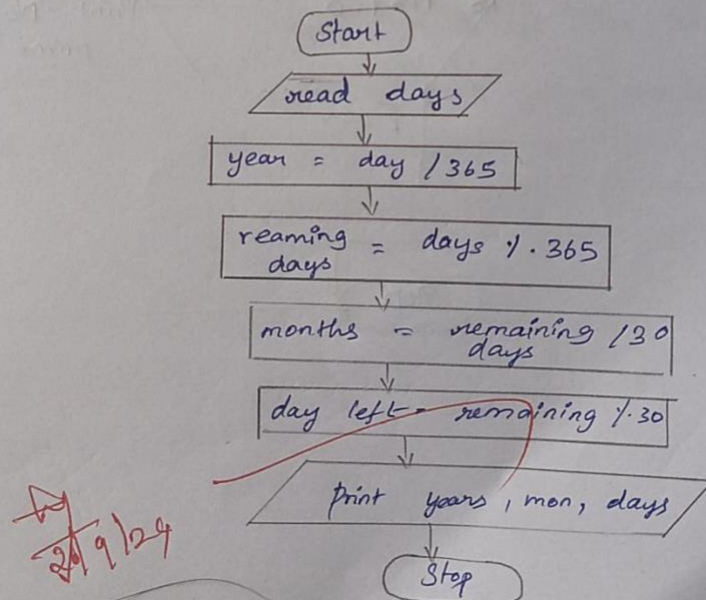 Start
read days
year = day / 365
reaming = days % 365
days
months = remaining / 30
days
day left = remaining % 30
Print years, mon, days
Stop